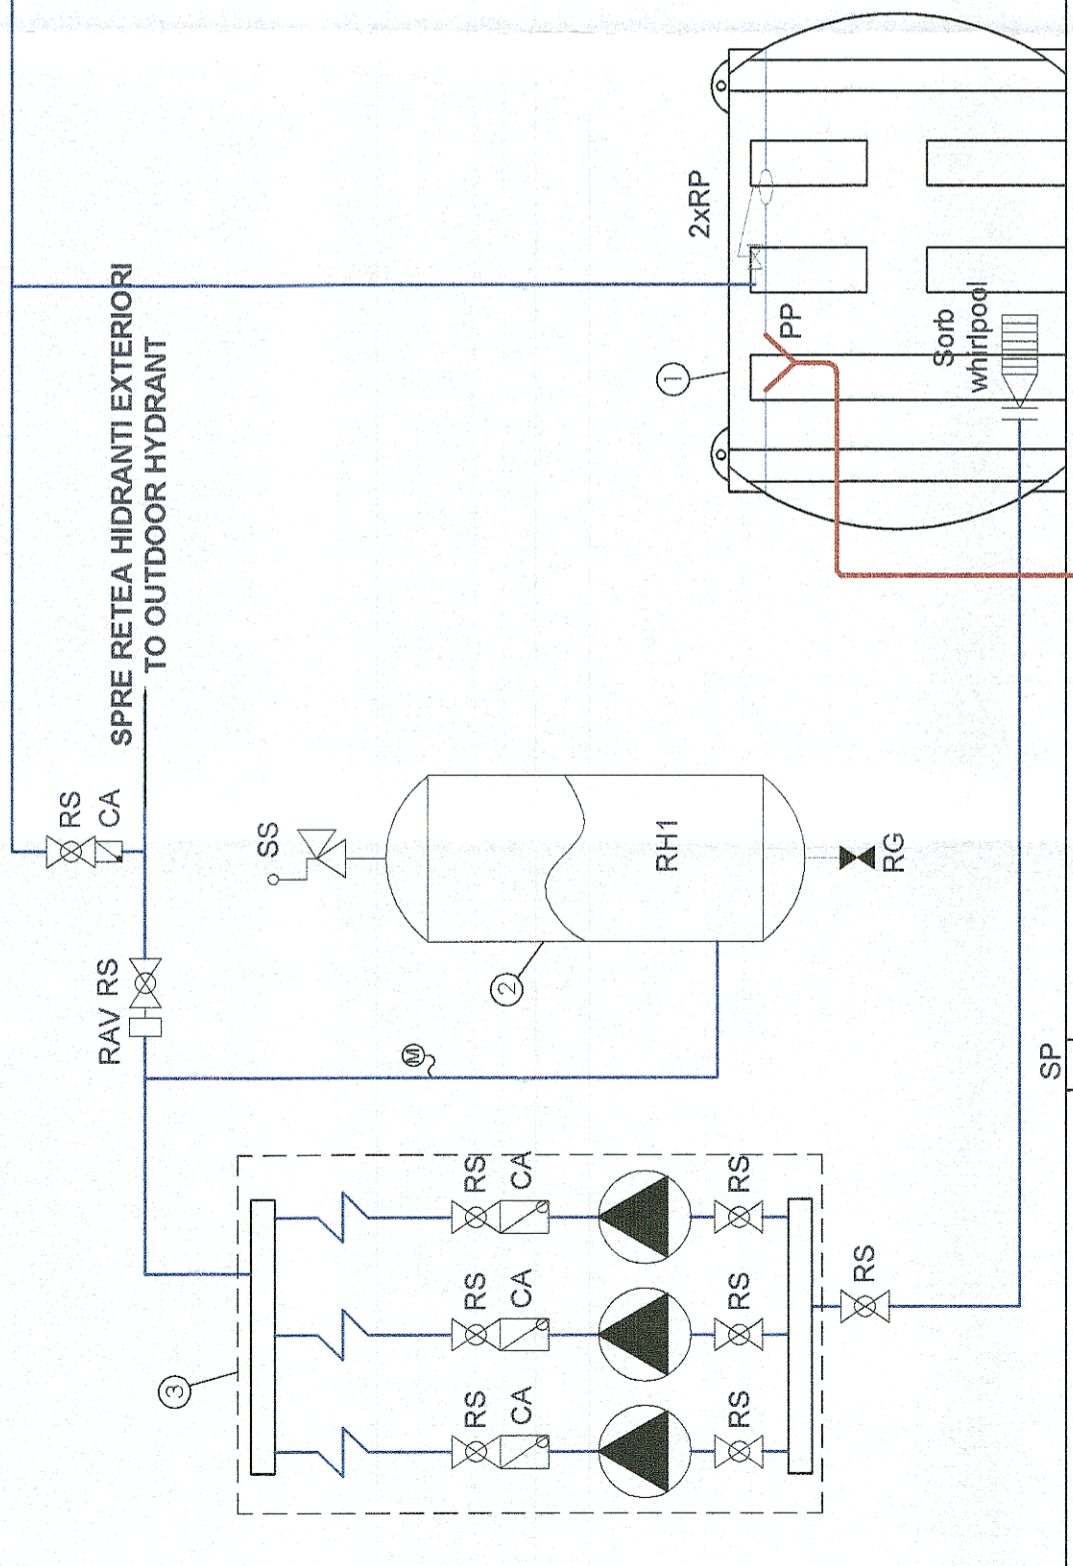 SPRE RETEA HIDRANTI EXTERIORI
TO OUTDOOR HYDRANT
RS
CA
RAV RS
SS
2
RH1
RG
M
3
RS
CA
RS
CA
RS
CA
RS
RS
RS
RS
SP
1
2xRP
PP
Sorb
whirlpool